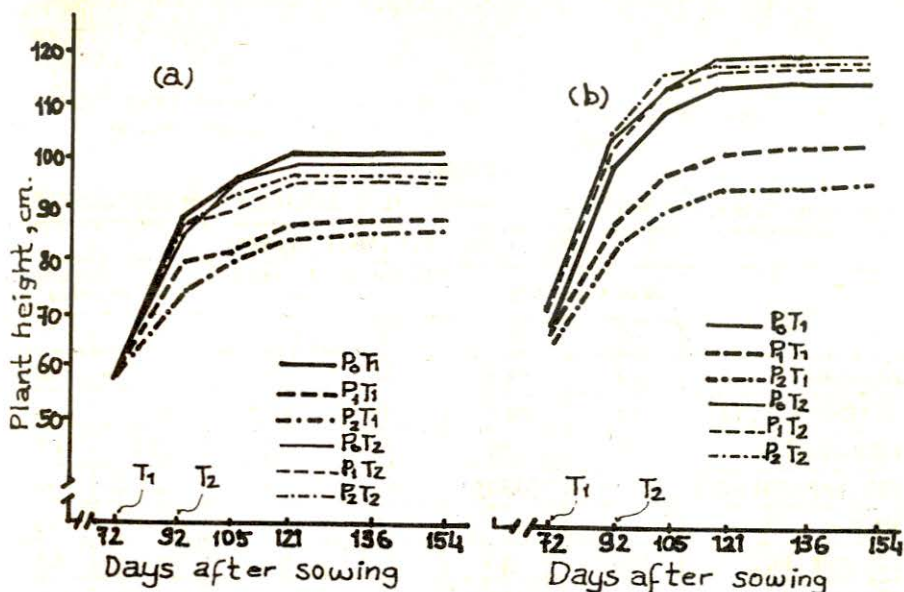 Plant height, cm.
120
110
100
90
80
70
60
50
(a)
P₀T₁
P₁T₁
P₂T₁
P₀T₂
P₁T₂
P₂T₂
T₁ T₂
72 92 105 121 136 154
Days after sowing
(b)
P₀T₁
P₁T₁
P₂T₁
P₀T₂
P₁T₂
P₂T₂
T₁ T₂
72 92 105 121 136 154
Days after sowing